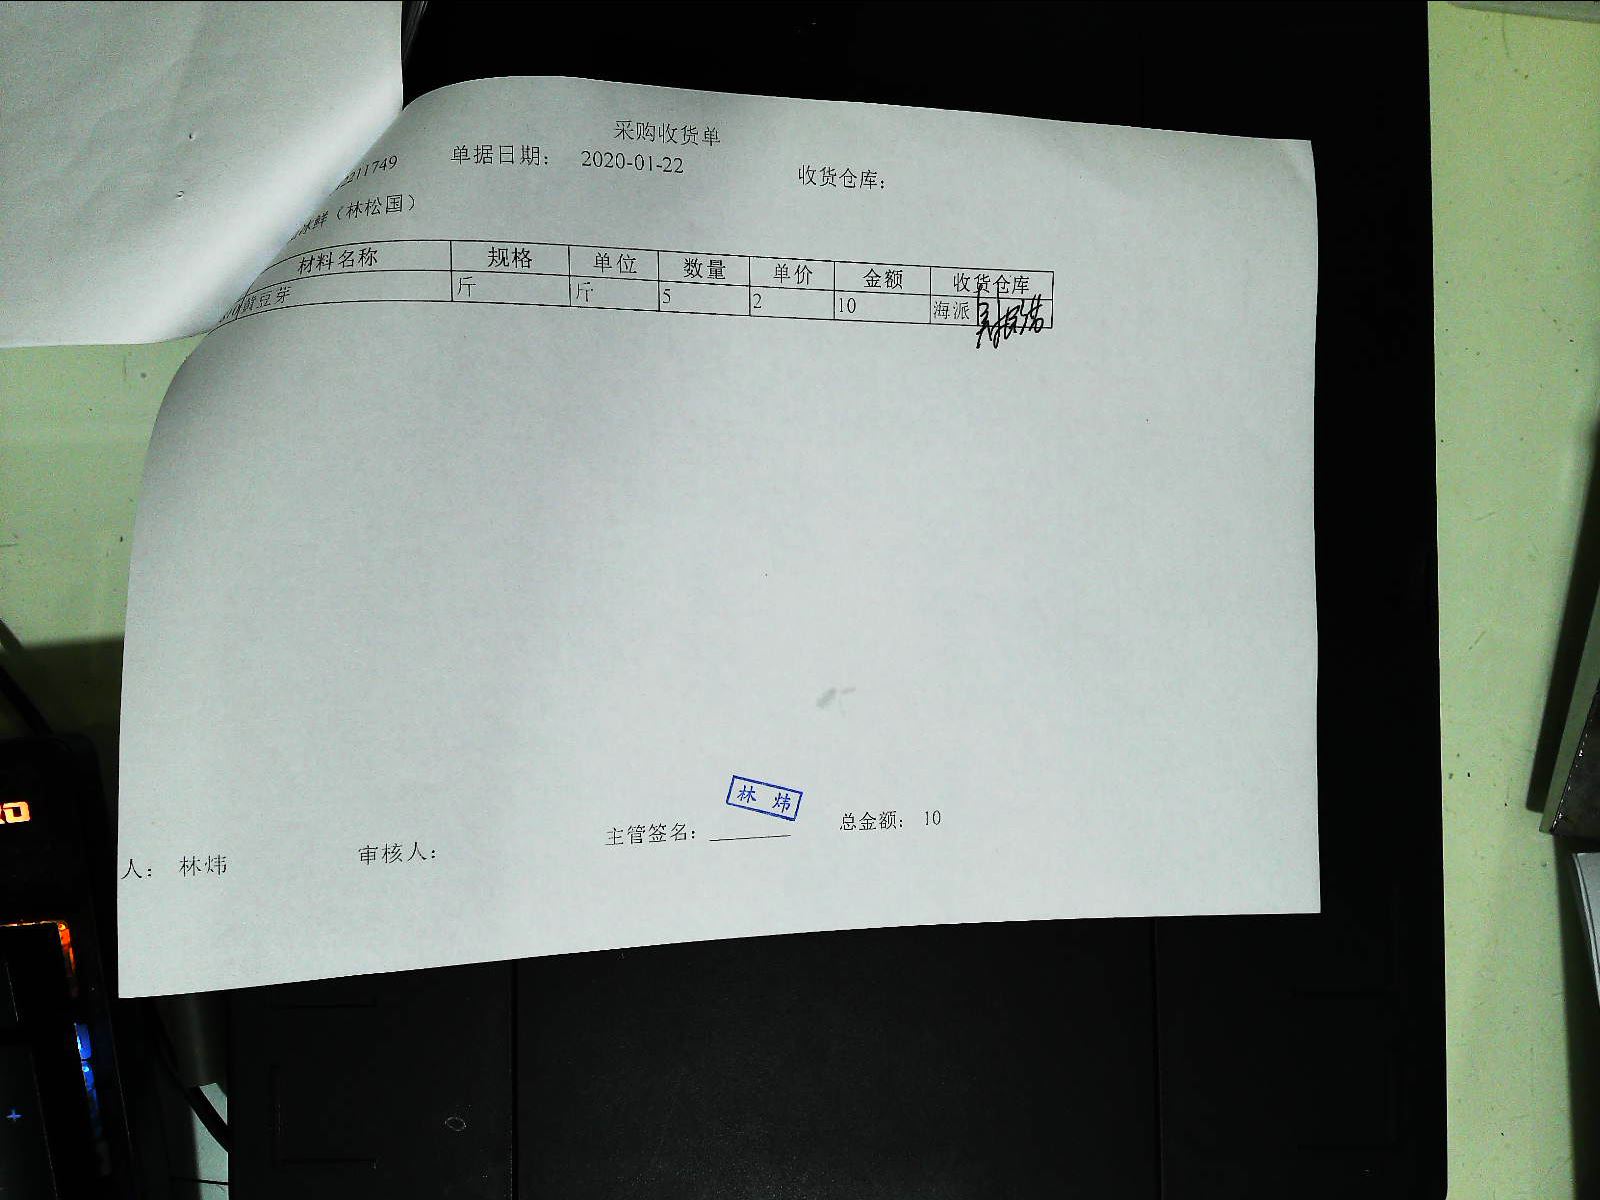 采购收货单
2211749 单据日期： 2020-01-22 收货仓库：
冰鲜（林松国）
材料名称 规格 单位 数量 单价 金额 收货仓库
黄豆芽 斤 斤 5 2 10 海派
林 炜
人： 林炜 审核人： 主管签名： 总金额： 10